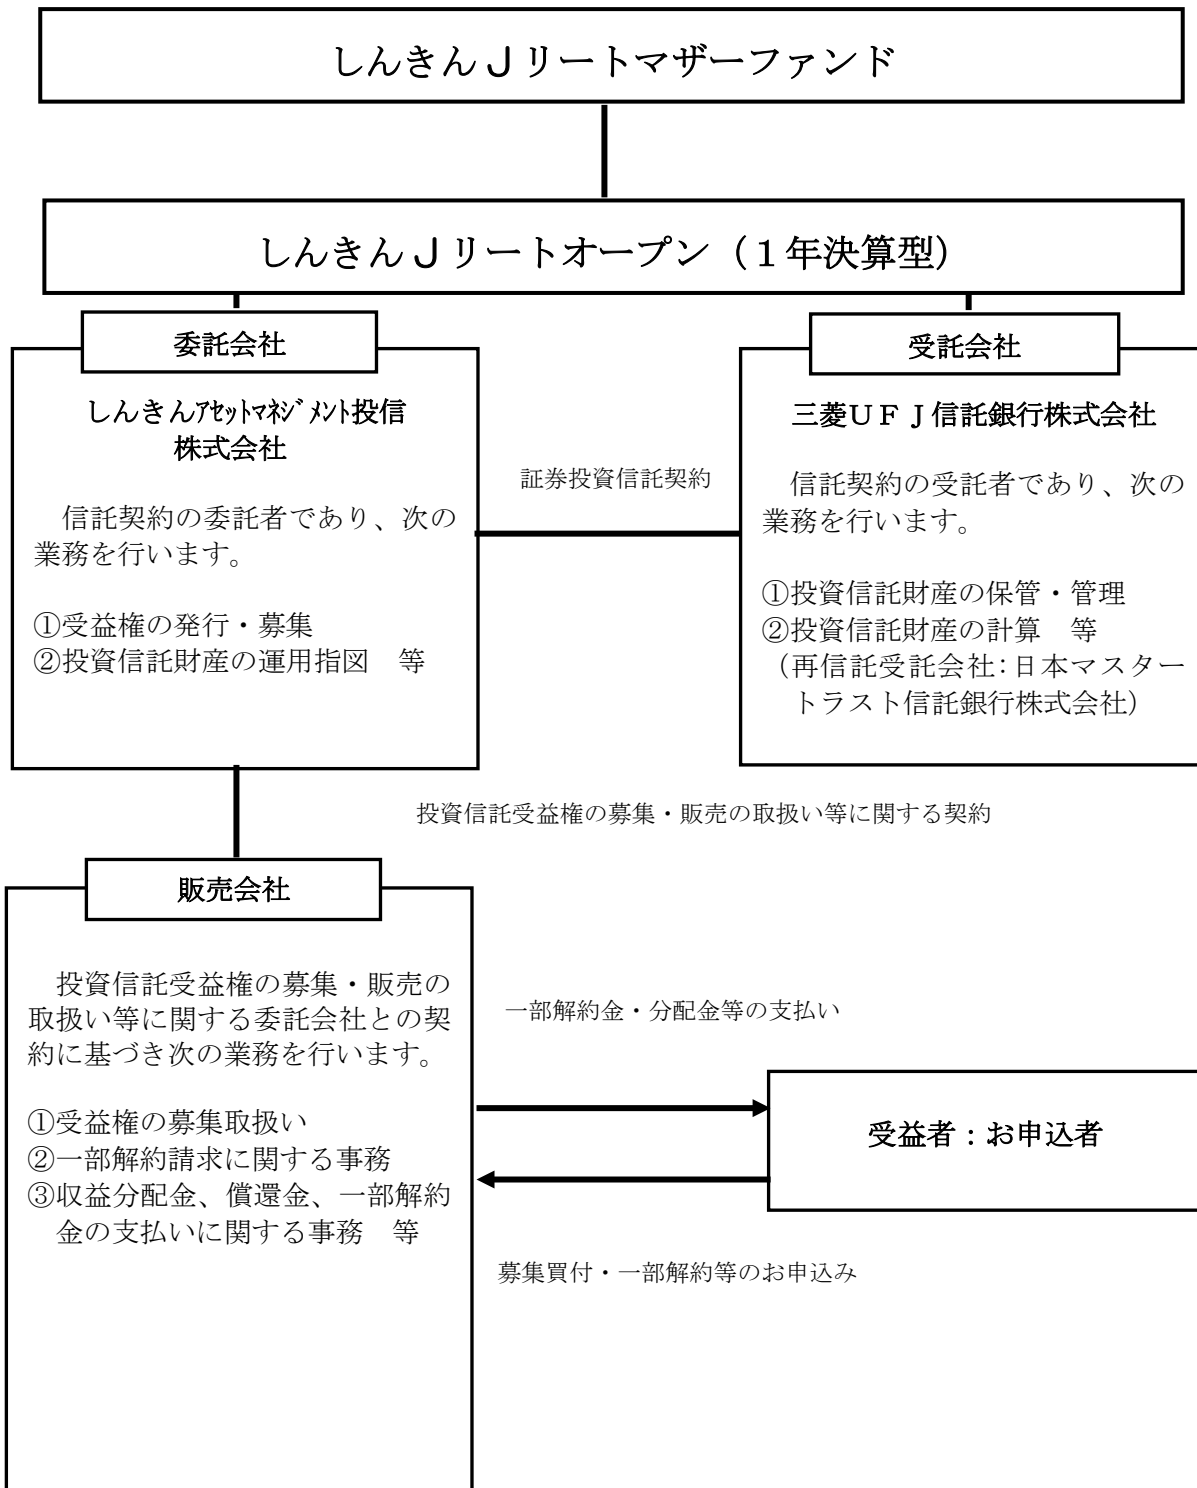 しんきんJリートマザーファンド
しんきんJリートオープン（１年決算型）
委託会社
しんきんｱｾｯﾄﾏﾈｼﾞﾒﾝﾄ投信
株式会社
信託契約の委託者であり、次の
業務を行います。
①受益権の発行・募集
②投資信託財産の運用指図　等
証券投資信託契約
受託会社
三菱ＵＦＪ信託銀行株式会社
信託契約の受託者であり、次の
業務を行います。
①投資信託財産の保管・管理
②投資信託財産の計算　等
（再信託受託会社：日本マスター
トラスト信託銀行株式会社）
投資信託受益権の募集・販売の取扱い等に関する契約
販売会社
投資信託受益権の募集・販売の
取扱い等に関する委託会社との契
約に基づき次の業務を行います。
①受益権の募集取扱い
②一部解約請求に関する事務
③収益分配金、償還金、一部解約
金の支払いに関する事務　等
一部解約金・分配金等の支払い
受益者：お申込者
募集買付・一部解約等のお申込み